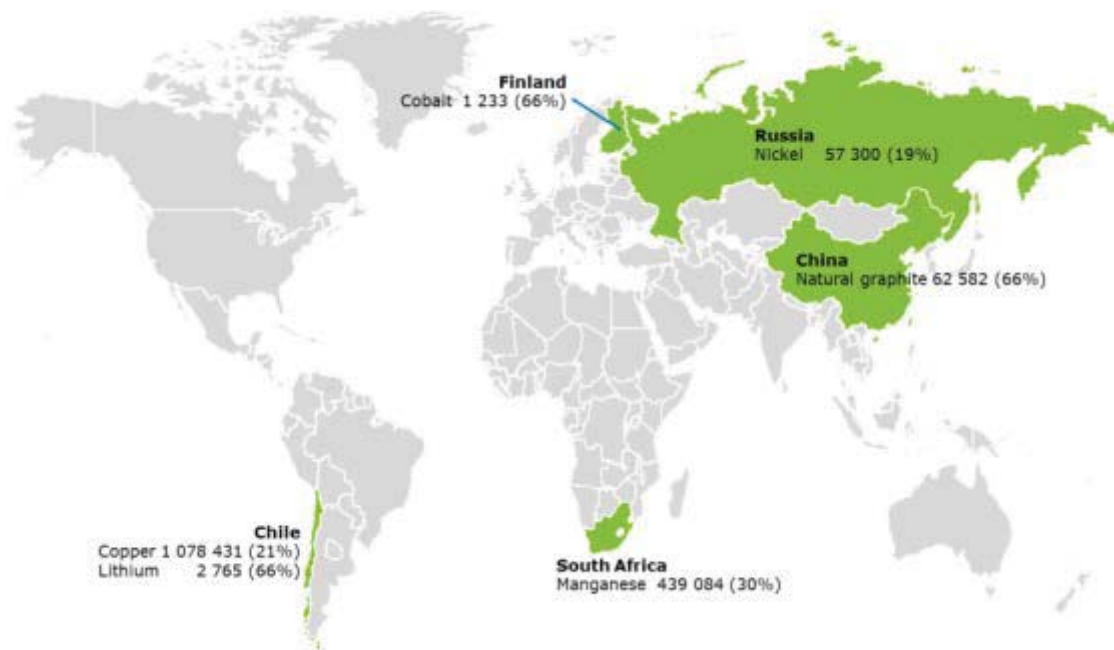 Finland
Cobalt 1 233 (66%)
Russia
Nickel 57 300 (19%)
China
Natural graphite 62 582 (66%)
Chile
Copper 1 078 431 (21%)
Lithium 2 765 (66%)
South Africa
Manganese 439 084 (30%)